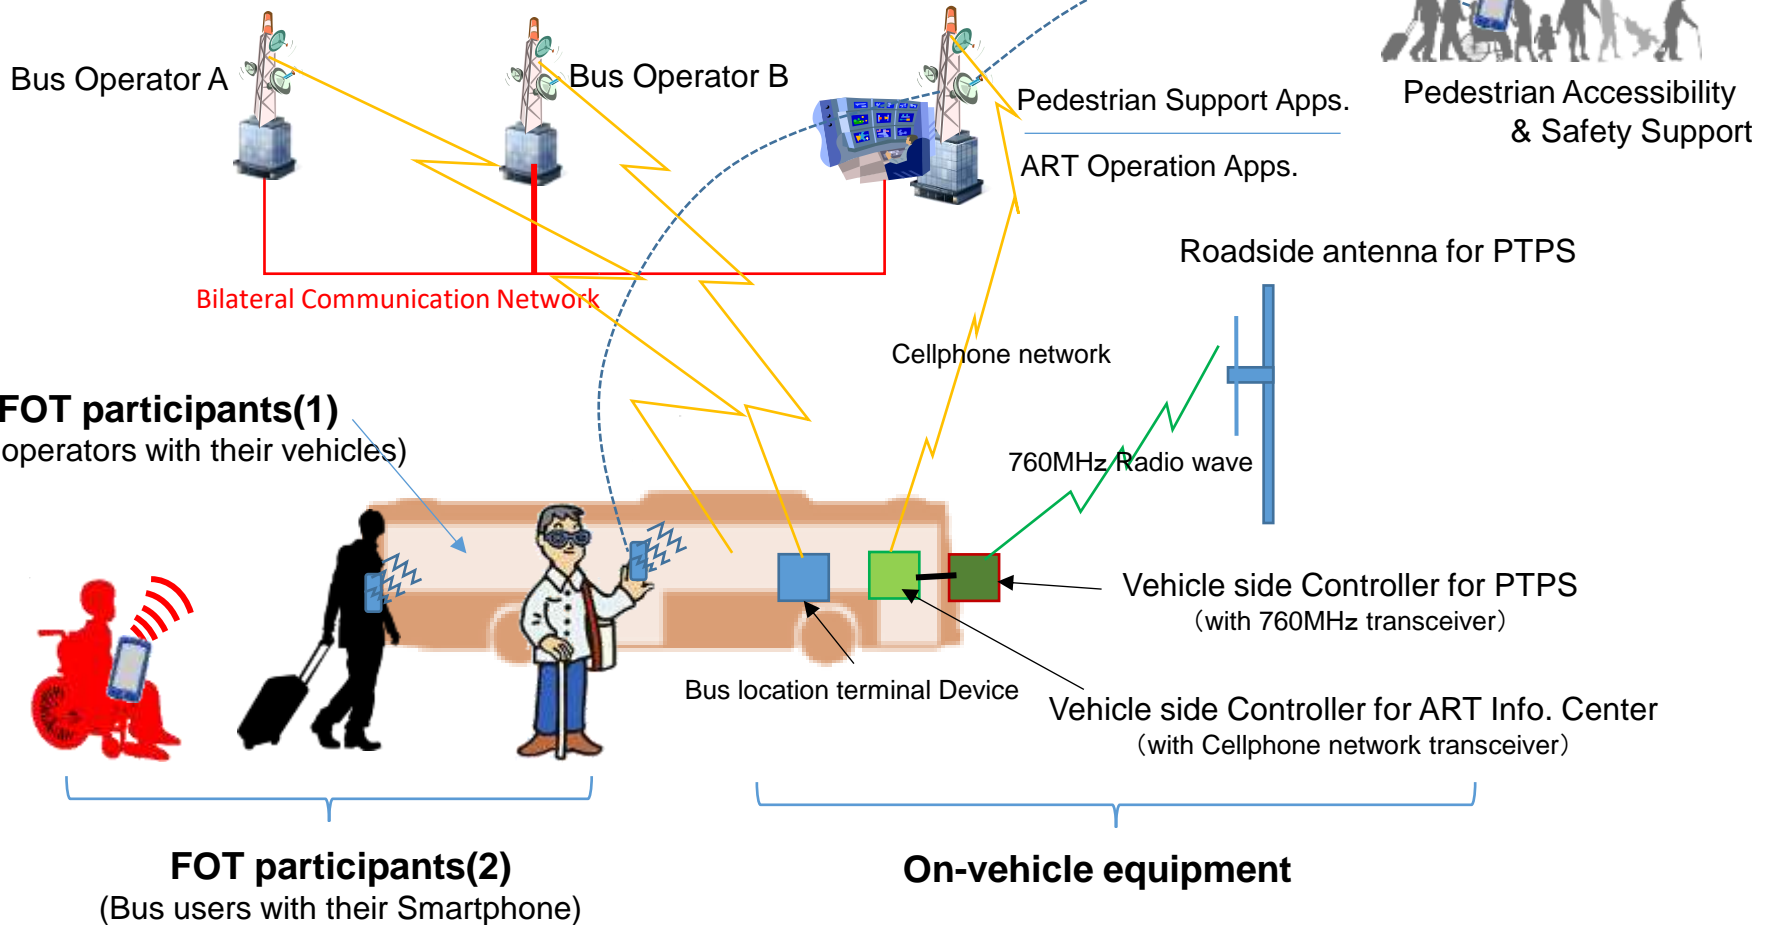 Bus Operator A
Bus Operator B
Pedestrian Support Apps.
ART Operation Apps.
Pedestrian Accessibility
& Safety Support
Roadside antenna for PTPS
Bilateral Communication Network
Cellphone network
FOT participants(1)
operators with their vehicles)
760MHz Radio wave
Vehicle side Controller for PTPS
（with 760MHz transceiver）
Bus location terminal Device
Vehicle side Controller for ART Info. Center
（with Cellphone network transceiver）
FOT participants(2)
(Bus users with their Smartphone)
On-vehicle equipment